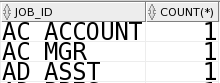 JOB_ID COUNT(*)
AC_ACCOUNT 1
AC_MGR 1
AD_ASST 1